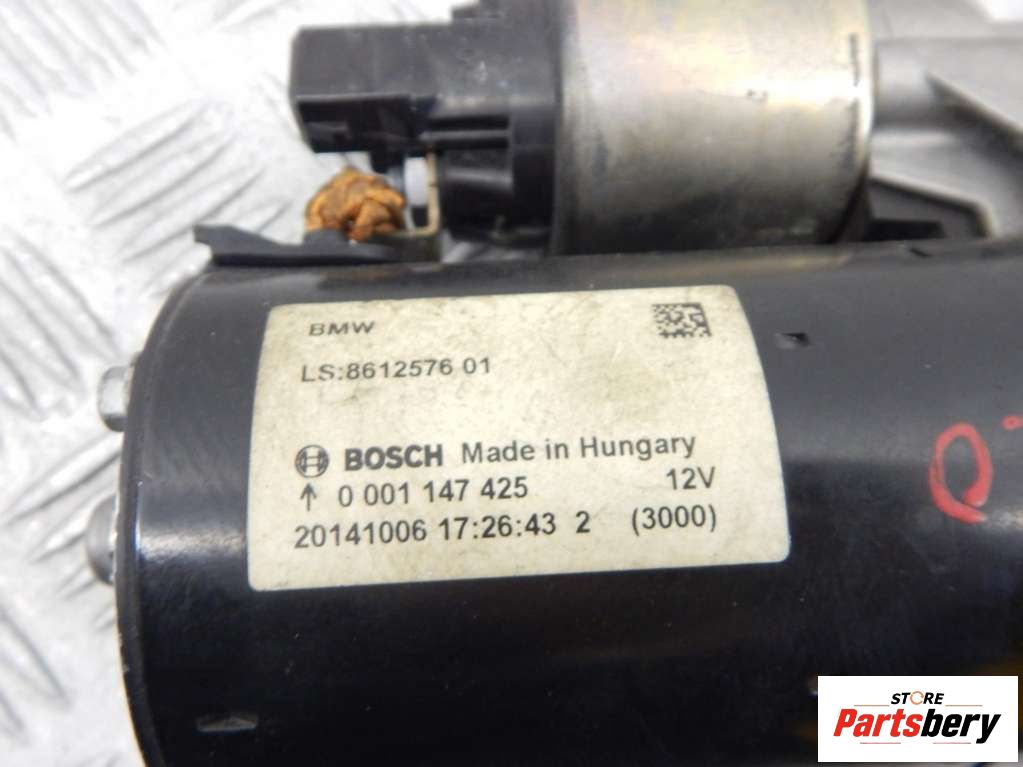 BMW
LS:8612576 01
BOSCH Made in Hungary
↑ 0 001 147 425 12V
20141006 17:26:43 2 (3000)
STORE
Partsbery